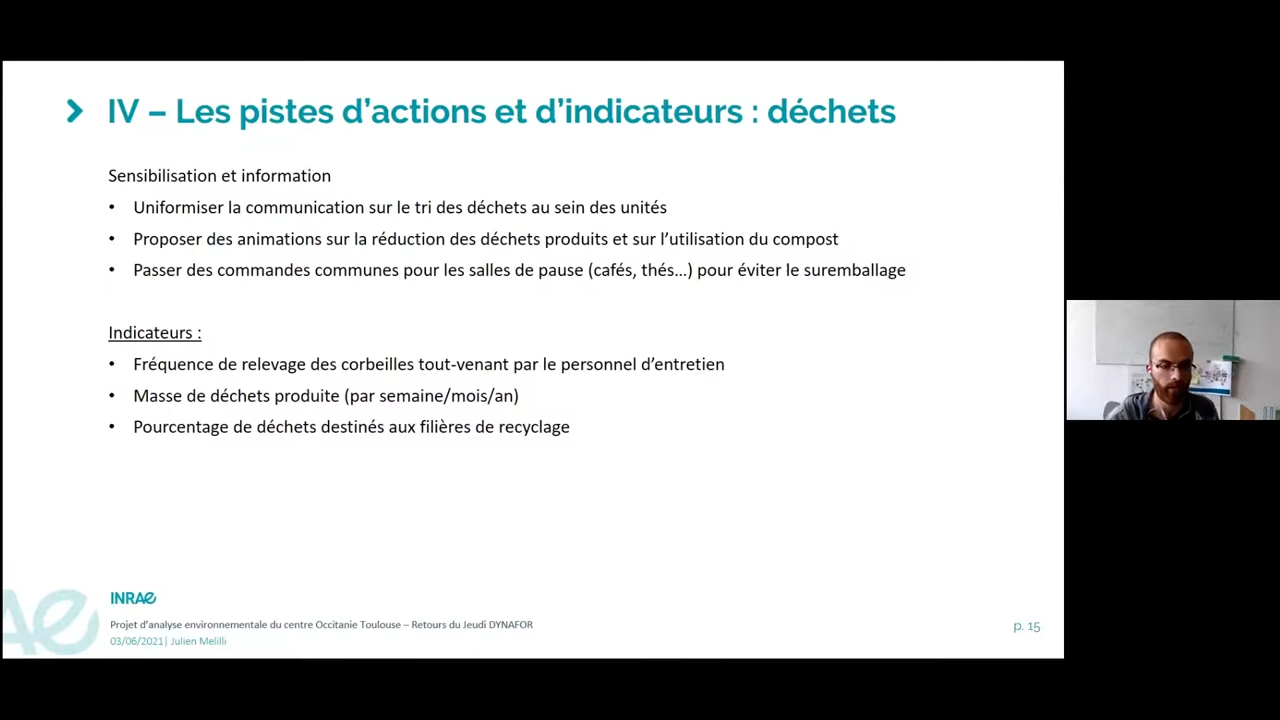 IV – Les pistes d’actions et d’indicateurs : déchets
Sensibilisation et information
• Uniformiser la communication sur le tri des déchets au sein des unités
• Proposer des animations sur la réduction des déchets produits et sur l’utilisation du compost
• Passer des commandes communes pour les salles de pause (cafés, thés…) pour éviter le suremballage
Indicateurs :
• Fréquence de relevage des corbeilles tout-venant par le personnel d’entretien
• Masse de déchets produite (par semaine/mois/an)
• Pourcentage de déchets destinés aux filières de recyclage
INRAE
Projet d’analyse environnementale du centre Occitanie Toulouse – Retours du Jeudi DYNAFOR
03/06/2021| Julien Melilli
p. 15